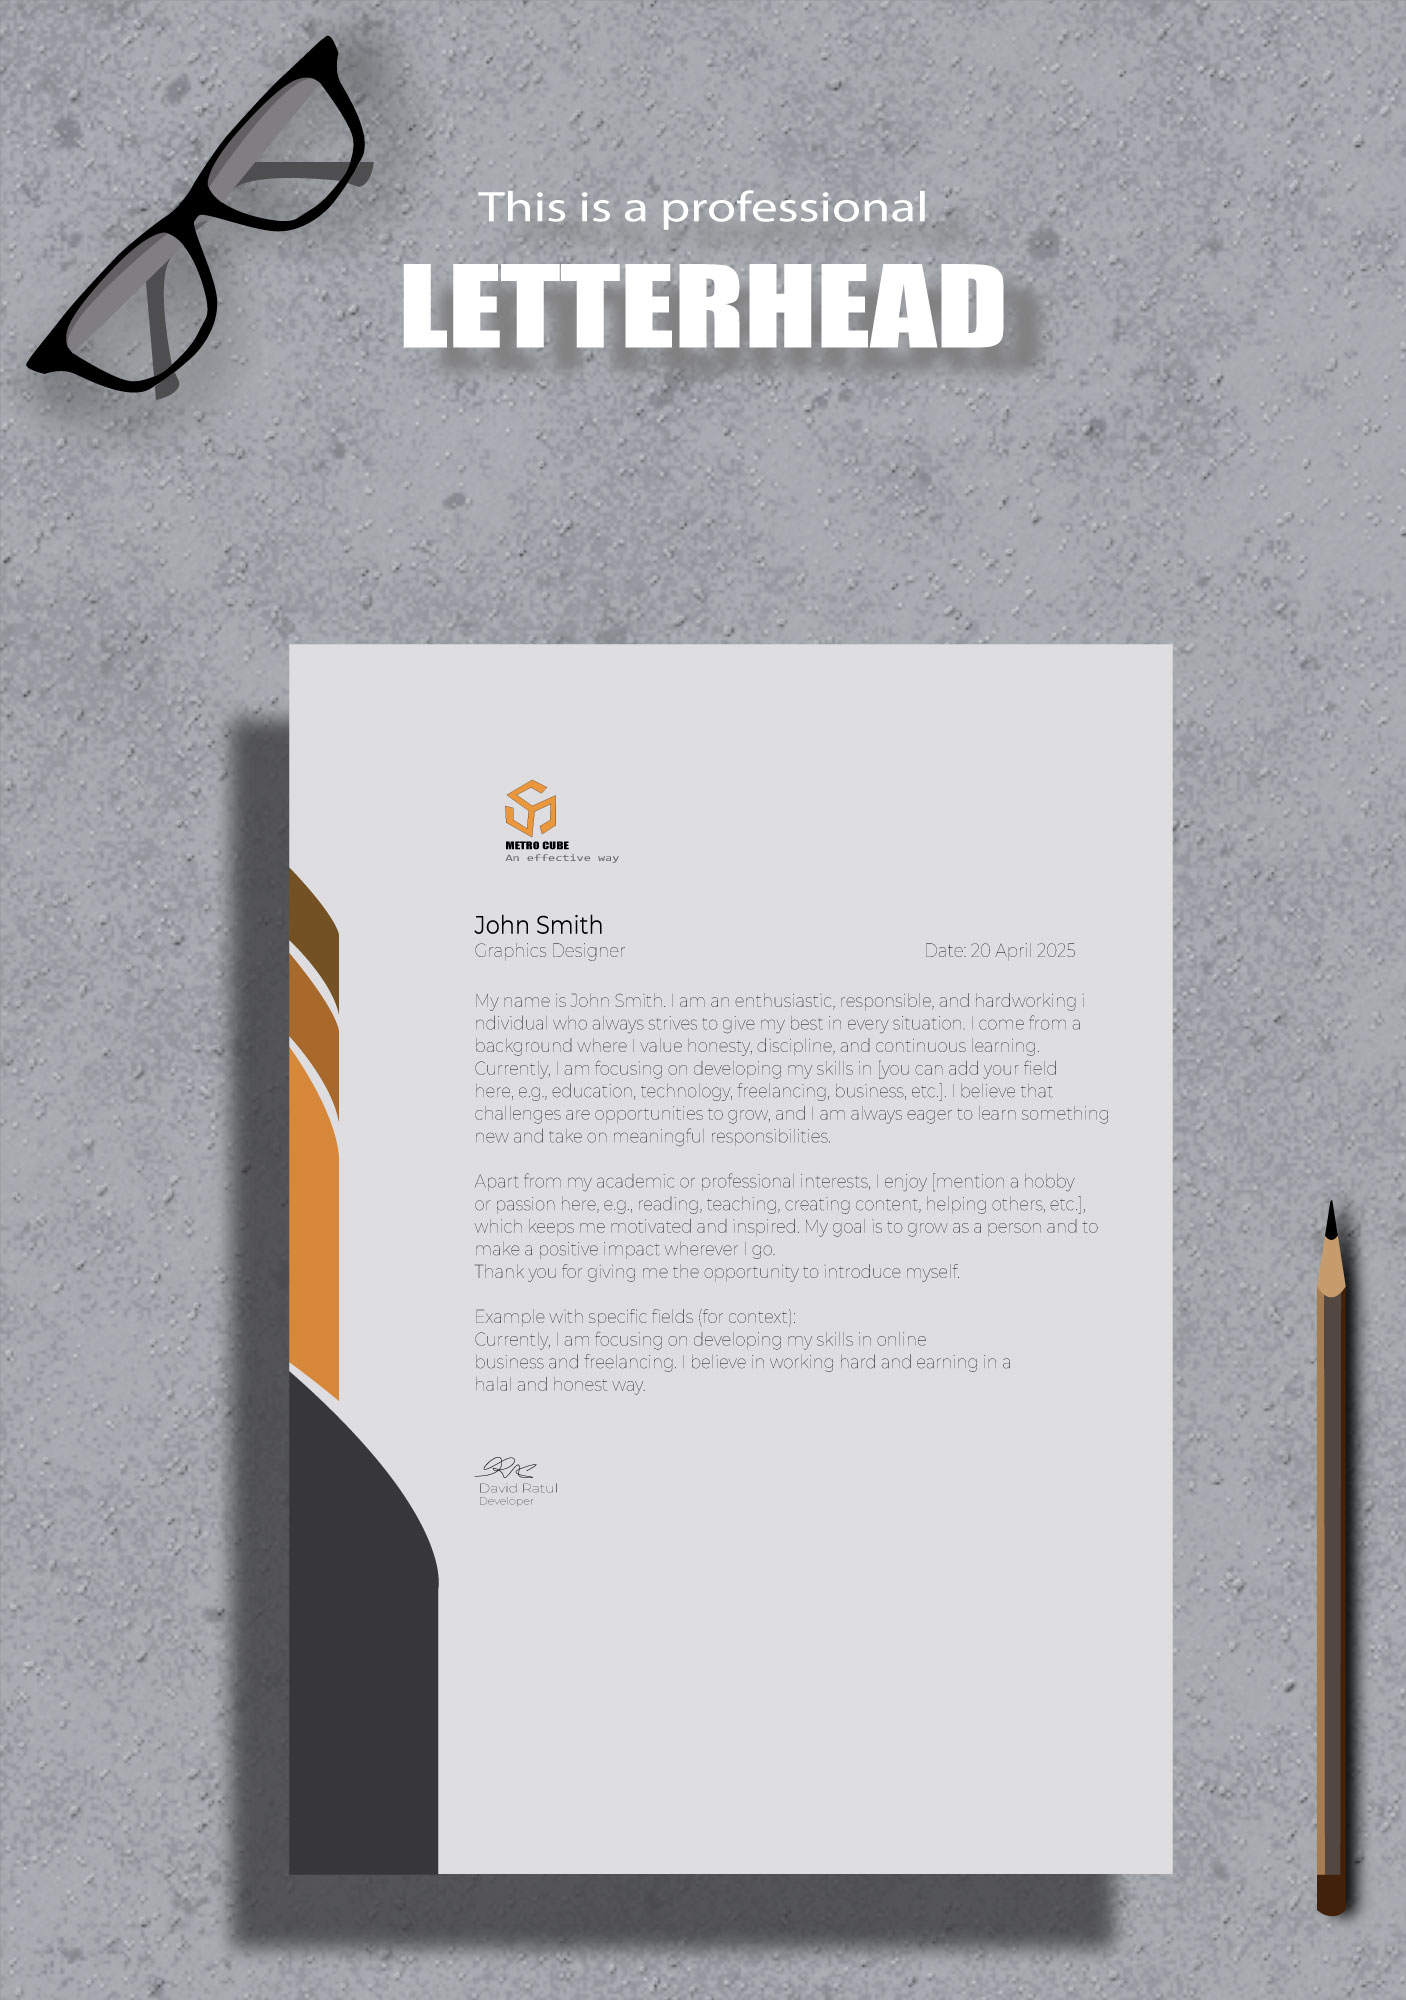 This is a professional
LETTERHEAD
METRO CUBE
An effective way
John Smith
Graphics Designer
Date: 20 April 2025
My name is John Smith. I am an enthusiastic, responsible, and hardworking i
ndividual who always strives to give my best in every situation. I come from a
background where I value honesty, discipline, and continuous learning.
Currently, I am focusing on developing my skills in [you can add your field
here, e.g., education, technology, freelancing, business, etc.]. I believe that
challenges are opportunities to grow, and I am always eager to learn something
new and take on meaningful responsibilities.
Apart from my academic or professional interests, I enjoy [mention a hobby
or passion here, e.g., reading, teaching, creating content, helping others, etc.],
which keeps me motivated and inspired. My goal is to grow as a person and to
make a positive impact wherever I go.
Thank you for giving me the opportunity to introduce myself.
Example with specific fields (for context):
Currently, I am focusing on developing my skills in online
business and freelancing. I believe in working hard and earning in a
halal and honest way.
David Ratul
Developer